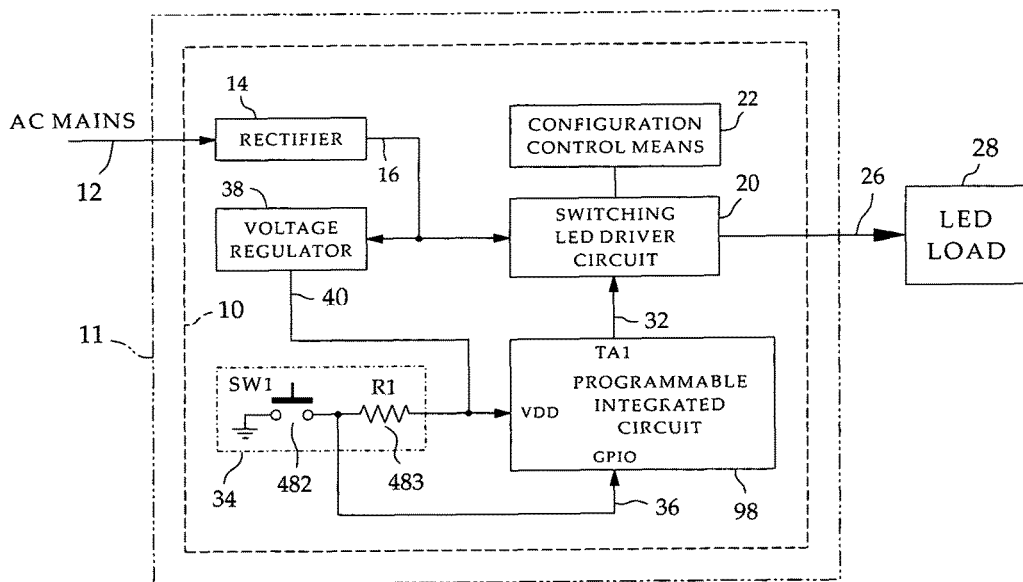 14
22
AC MAINS
RECTIFIER
CONFIGURATION
CONTROL MEANS
28
12
16
38
20
26
VOLTAGE
REGULATOR
SWITCHING
LED DRIVER
CIRCUIT
LED
LOAD
40
10
11
32
TA1
SW1
R1
PROGRAMMABLE
INTEGRATED
CIRCUIT
VDD
GPIO
34
482
483
36
98